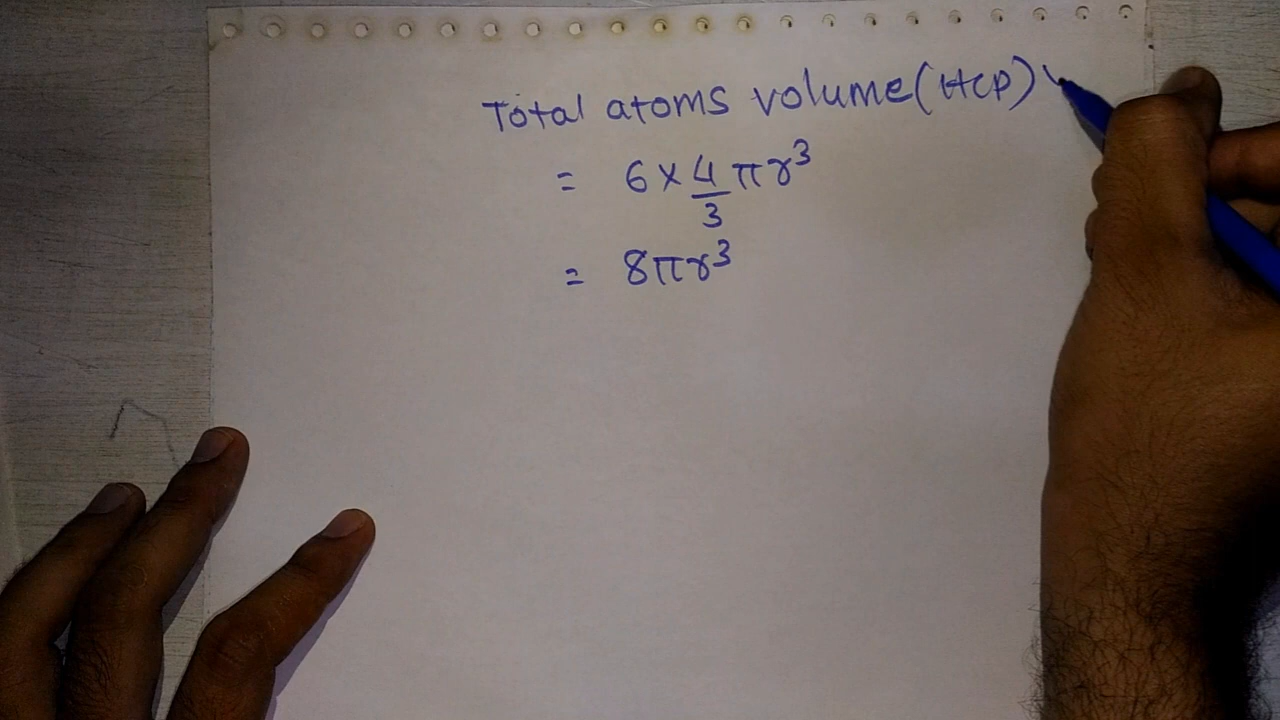 Total atoms volume (HCP)
= 6 × 4/3 πr³
= 8πr³